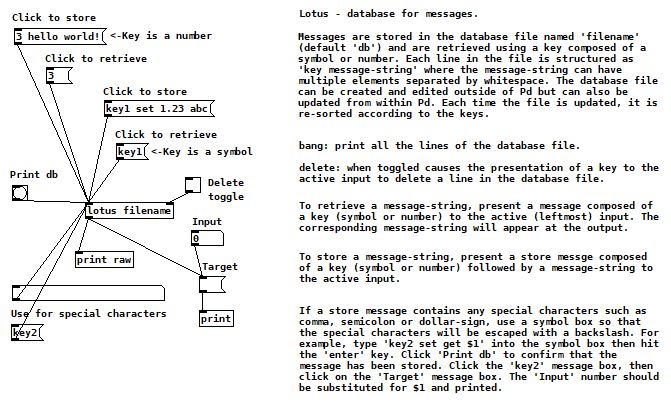 Click to store
3 hello world!
<-Key is a number
Click to retrieve
3
Click to store
key1 set 1.23 abc
Click to retrieve
key1
<-Key is a symbol
Print db
Delete
toggle
lotus filename
Input
0
print raw
Target
Use for special characters
print
key2
Lotus - database for messages.
Messages are stored in the database file named 'filename'
(default 'db') and are retrieved using a key composed of a
symbol or number. Each line in the file is structured as
'key message-string' where the message-string can have
multiple elements separated by whitespace. The database file
can be created and edited outside of Pd but can also be
updated from within Pd. Each time the file is updated, it is
re-sorted according to the keys.
bang: print all the lines of the database file.
delete: when toggled causes the presentation of a key to the
active input to delete a line in the database file.
To retrieve a message-string, present a message composed of
a key (symbol or number) to the active (leftmost) input. The
corresponding message-string will appear at the output.
To store a message-string, present a store messge composed
of a key (symbol or number) followed by a message-string to
the active input.
If a store message contains any special characters such as
comma, semicolon or dollar-sign, use a symbol box so that
the special characters will be escaped with a backslash. For
example, type 'key2 set get $1' into the symbol box then hit
the 'enter' key. Click 'Print db' to confirm that the
message has been stored. Click the 'key2' message box, then
click on the 'Target' message box. The 'Input' number should
be substituted for $1 and printed.